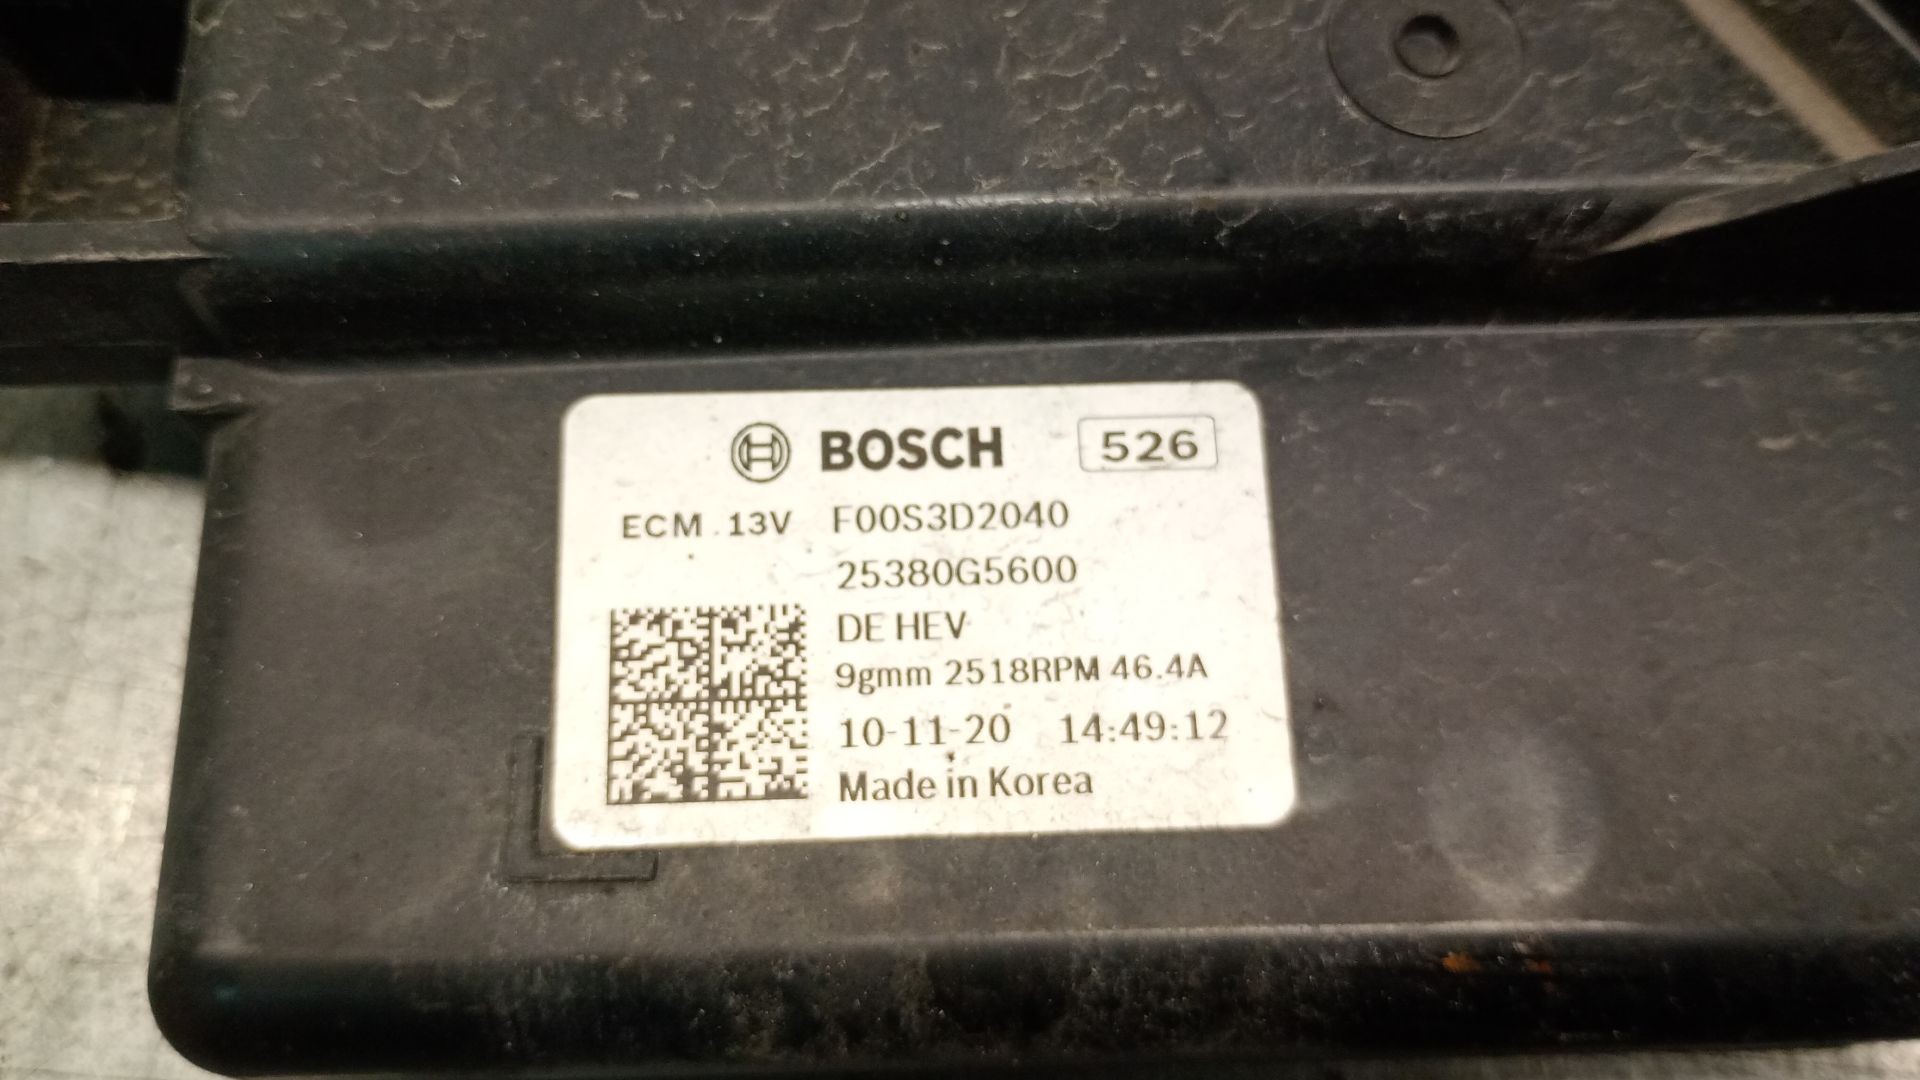 BOSCH 526
ECM. 13V F00S3D2040
25380G5600
DE HEV
9gmm 2518RPM 46.4A
10-11-20 14:49:12
Made in Korea